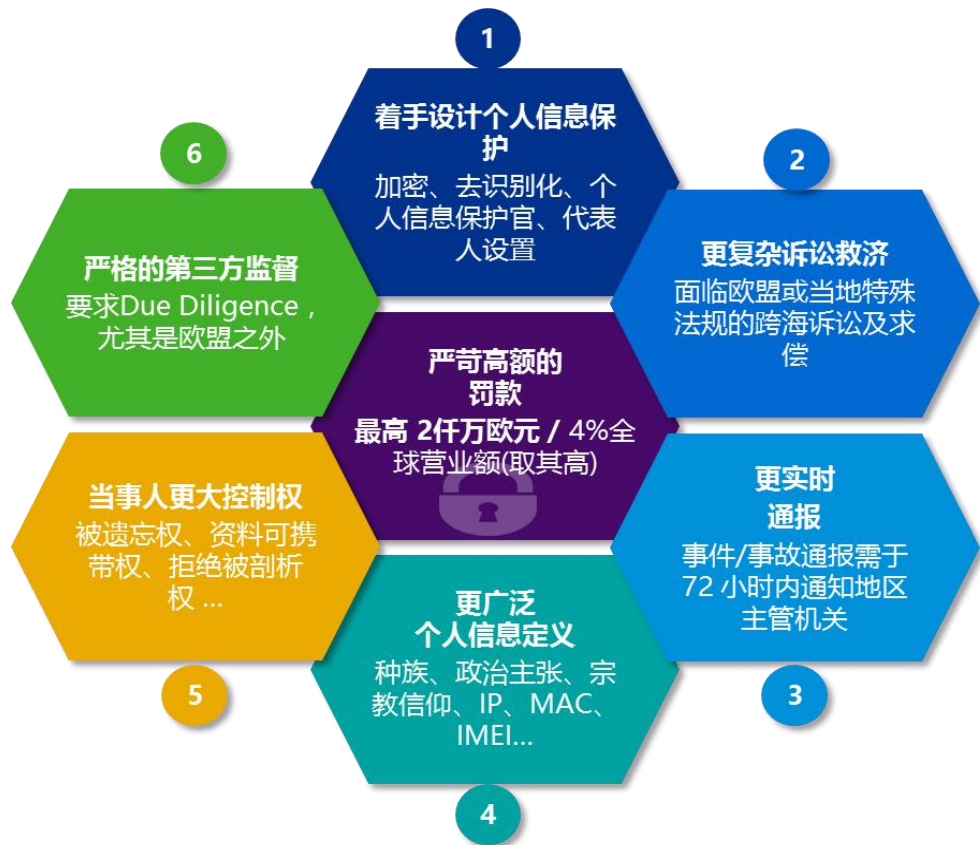 1
着手设计个人信息保
护
加密、去识别化、个
人信息保护官、代表
人设置
2
更复杂诉讼救济
面临欧盟或当地特殊
法规的跨海诉讼及求
偿
更实时
通报
事件/事故通报需于
72 小时内通知地区
主管机关
3
更广泛
个人信息定义
种族、政治主张、宗
教信仰、IP、MAC、
IMEI...
4
当事人更大控制权
被遗忘权、资料可携
带权、拒绝被剖析
权 ...
5
6
严格的第三方监督
要求Due Diligence，
尤其是欧盟之外
严苛高额的
罚款
最高 2仟万欧元 / 4%全
球营业额(取其高)